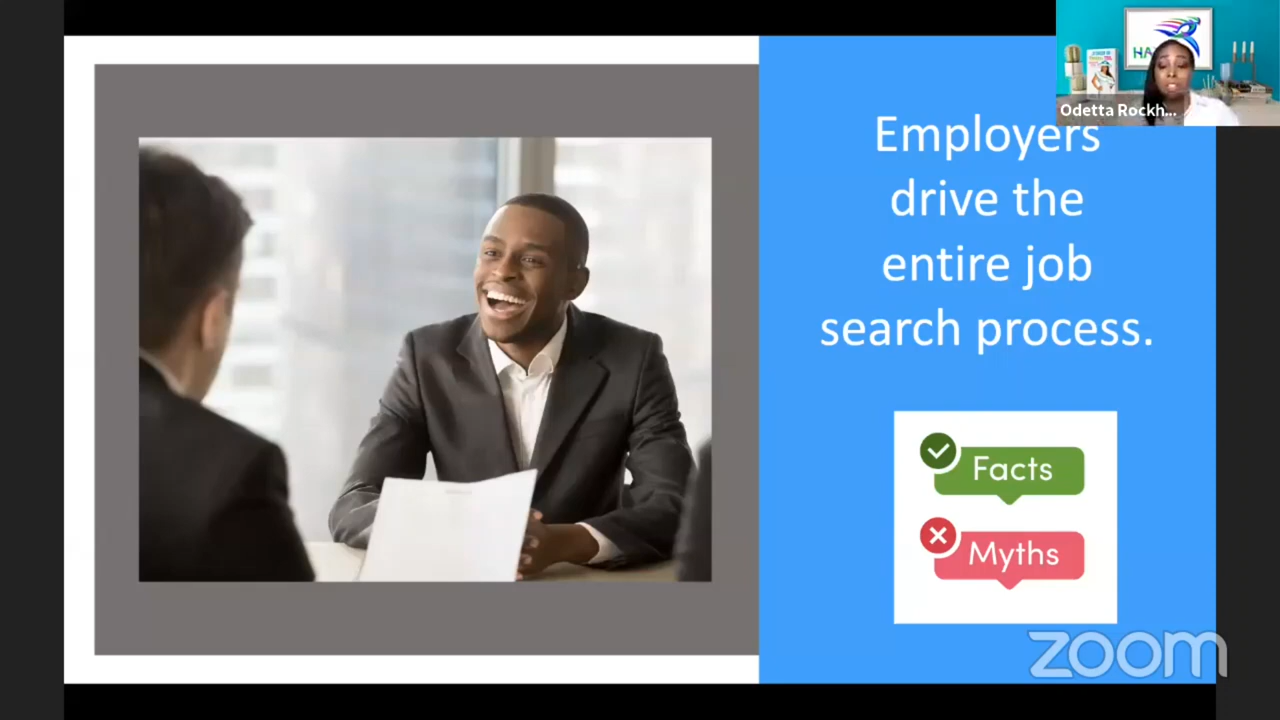 Odetta Rockh...
Employers
drive the
entire job
search process.
Facts
Myths
zoom